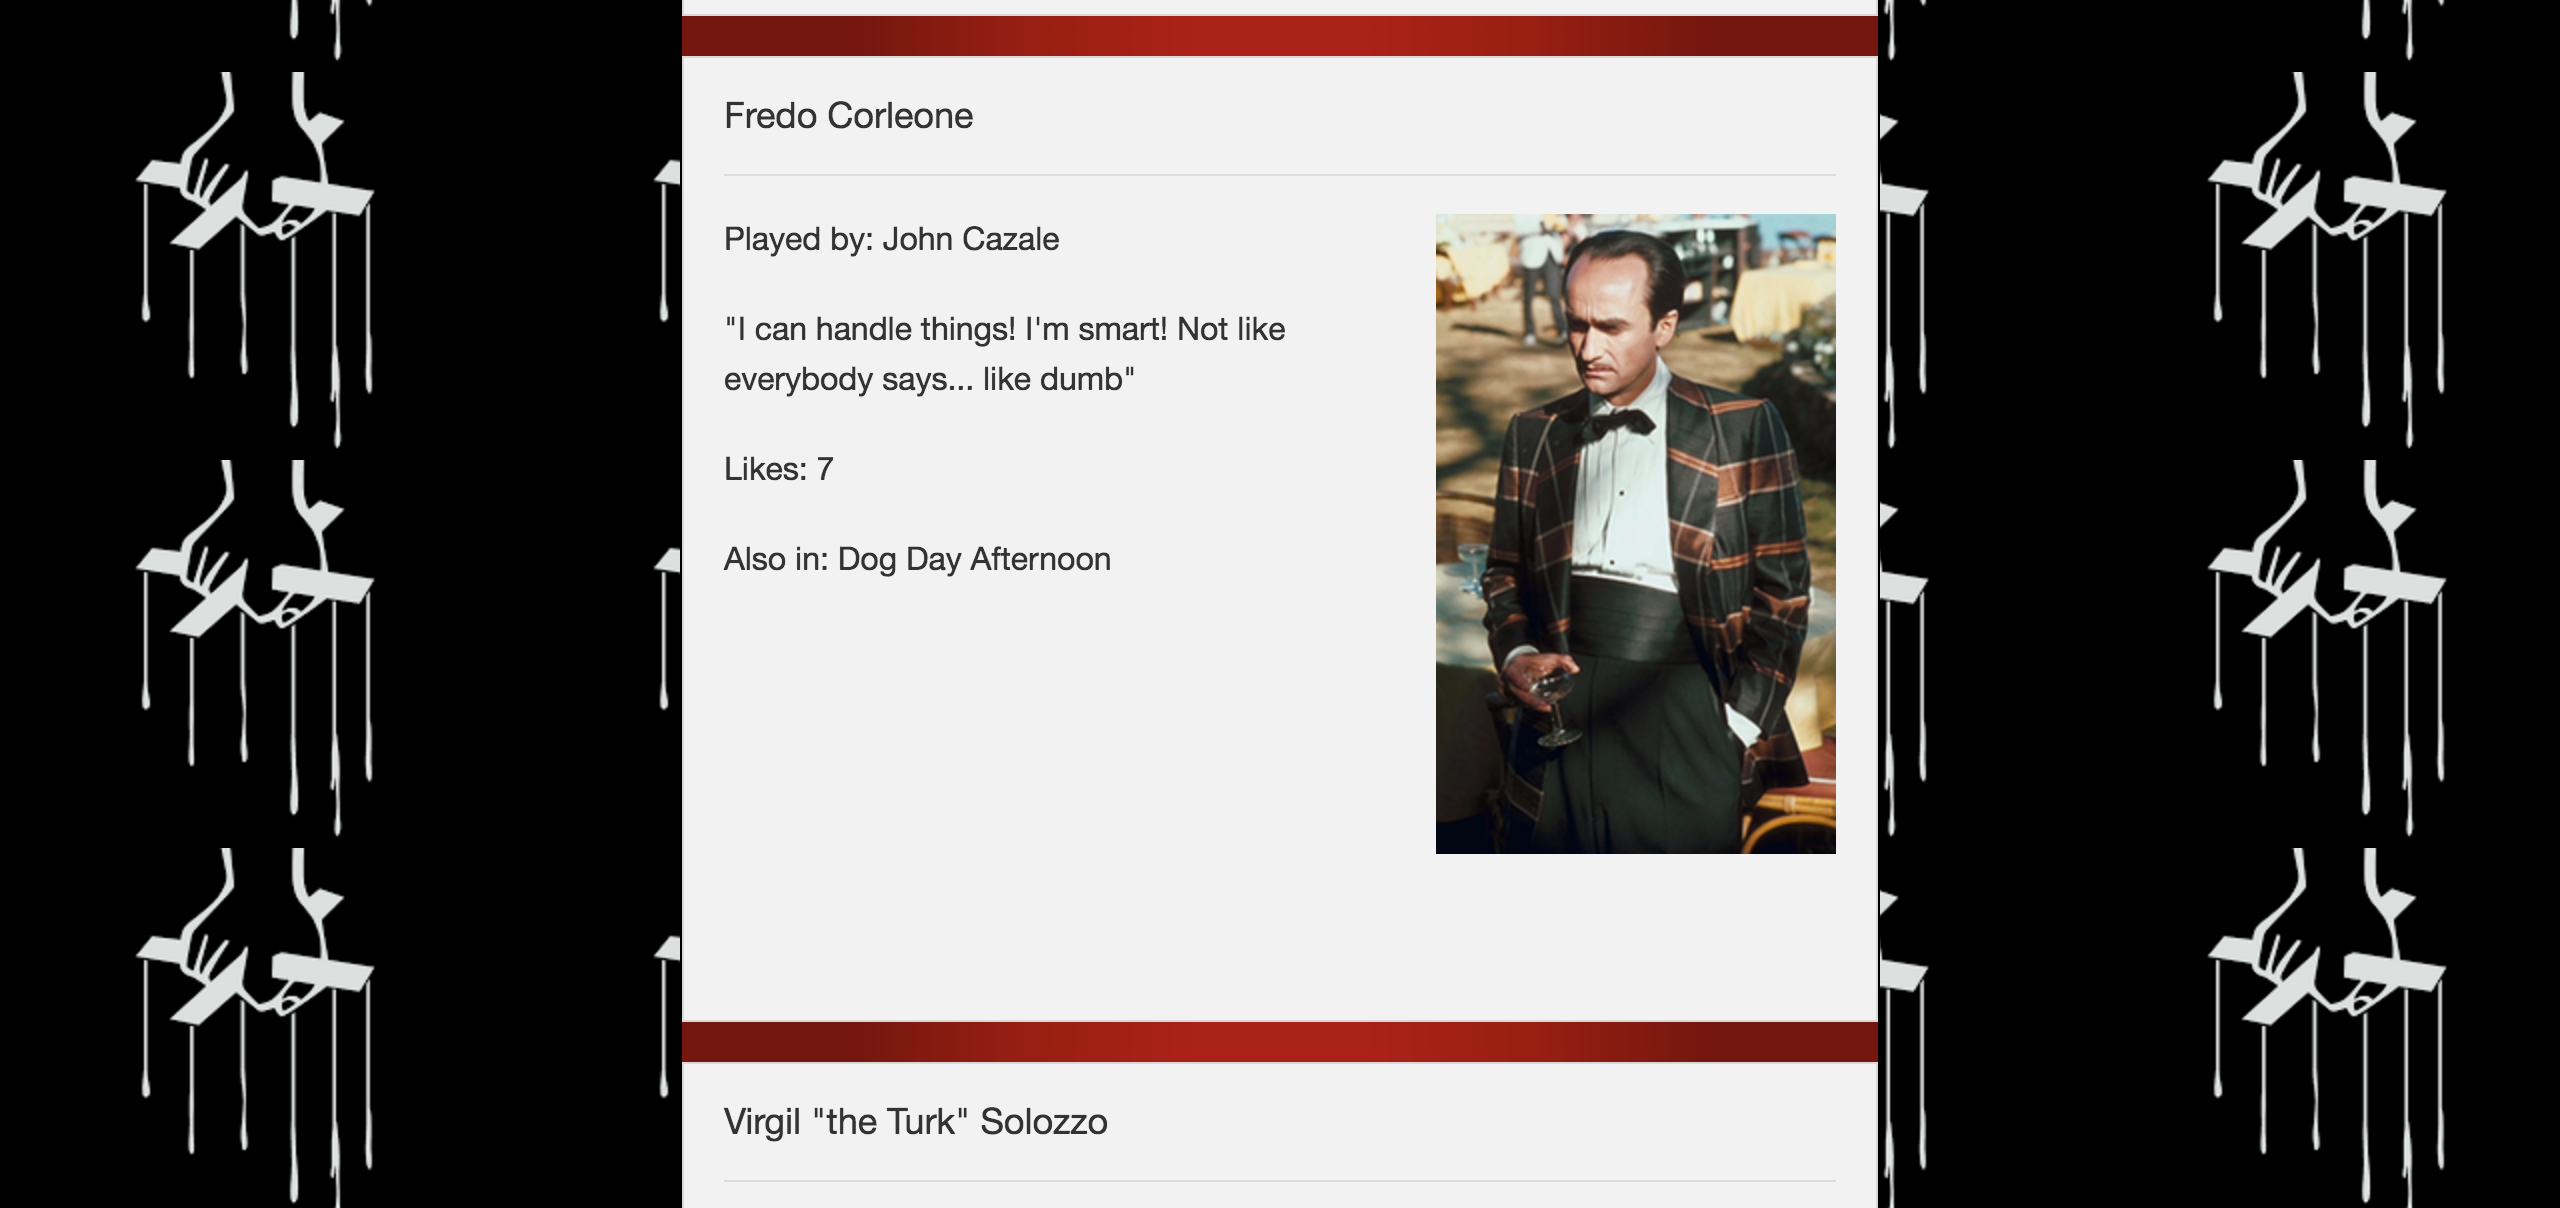 Fredo Corleone
Played by: John Cazale
"I can handle things! I'm smart! Not like
everybody says... like dumb"
Likes: 7
Also in: Dog Day Afternoon
Virgil "the Turk" Solozzo